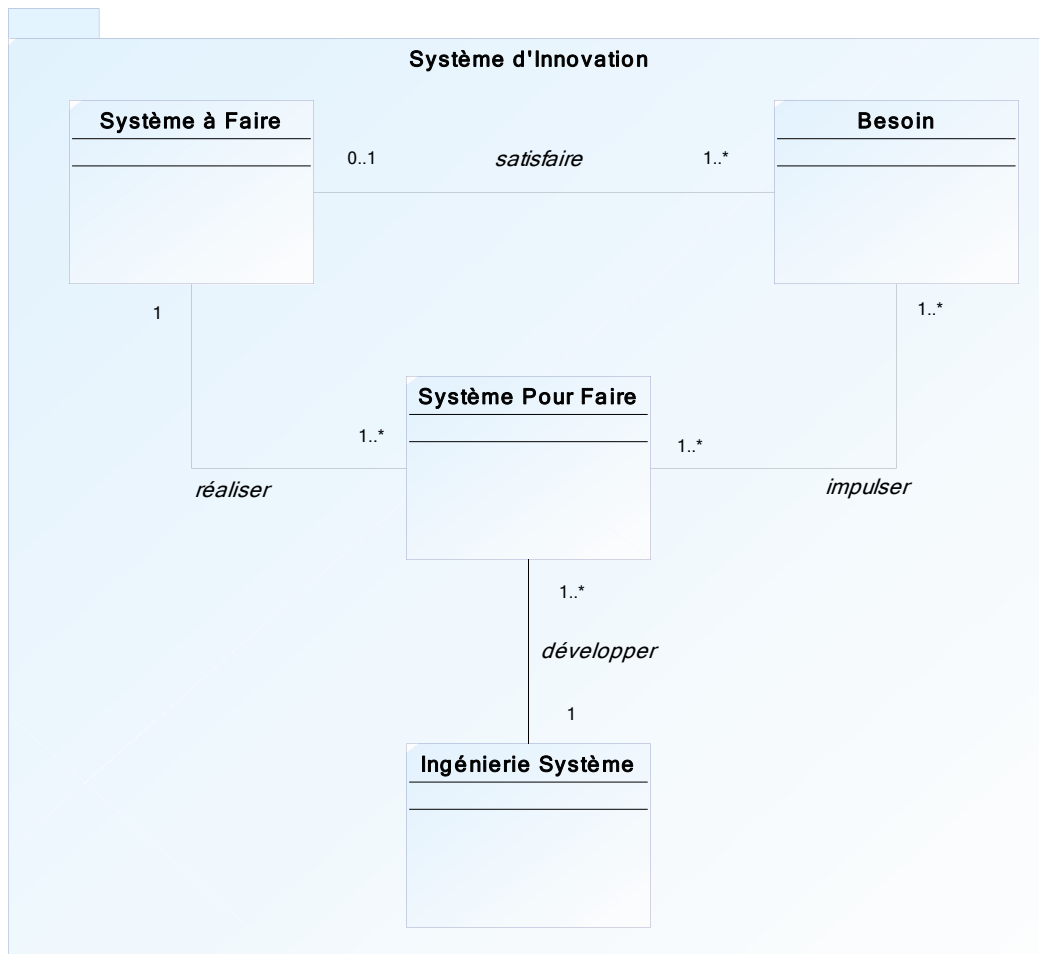 Système d'Innovation
Système à Faire
Besoin
0..1
satisfaire
1..*
1
1..*
Système Pour Faire
1..*
1..*
réaliser
impulser
1..*
développer
1
Ingénierie Système